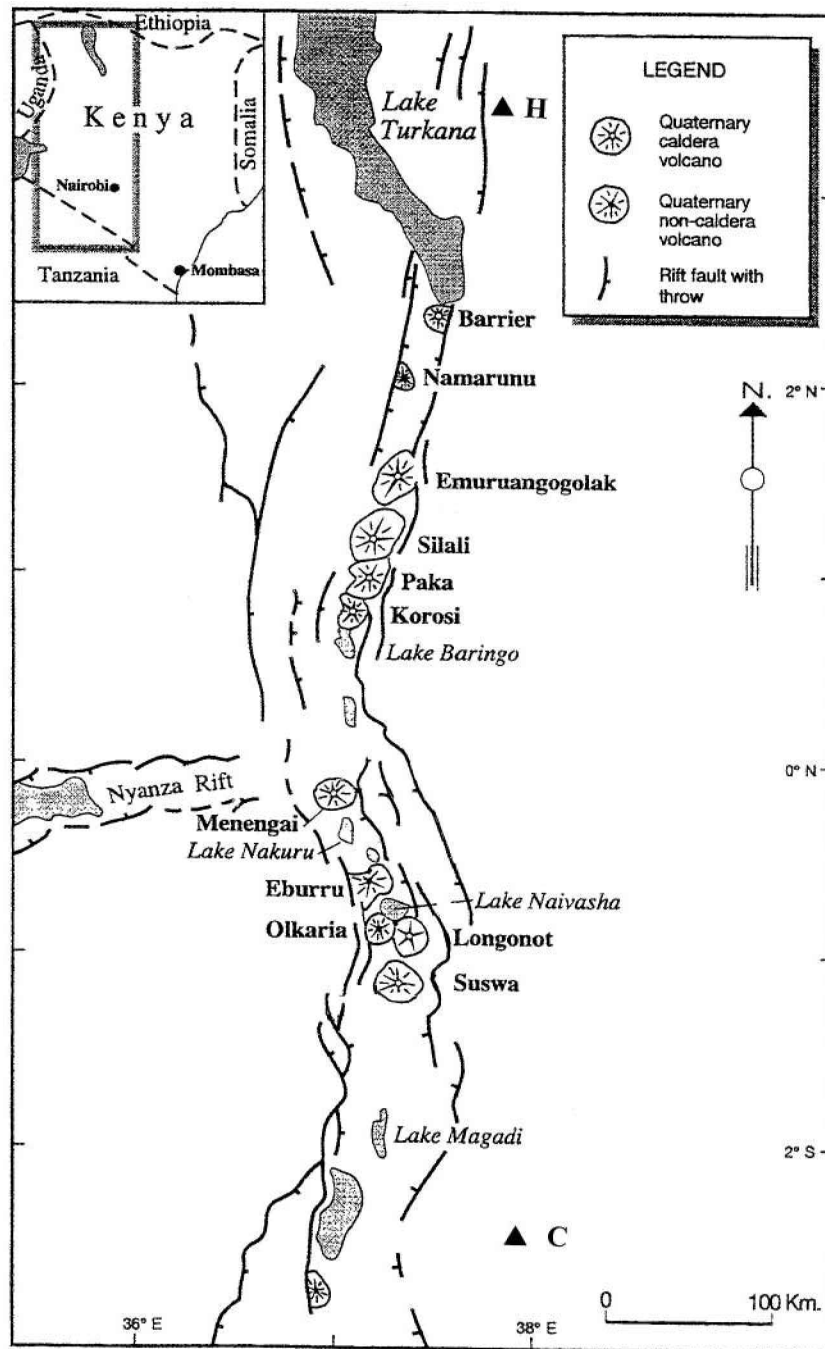 Ethiopia
Uganda
Kenya
Somalia
Nairobi
Tanzania
Mombasa
Lake
Turkana
H
LEGEND
Quaternary
caldera
volcano
Quaternary
non-caldera
volcano
Rift fault with
throw
Barrier
Namarunu
N.
2° N
Emuruangogolak
Silali
Paka
Korosi
Lake Baringo
0° N
Nyanza Rift
Menengai
Lake Nakuru
Eburru
Lake Naivasha
Olkaria
Longonot
Suswa
Lake Magadi
2° S
C
0
100 Km.
36° E
38° E